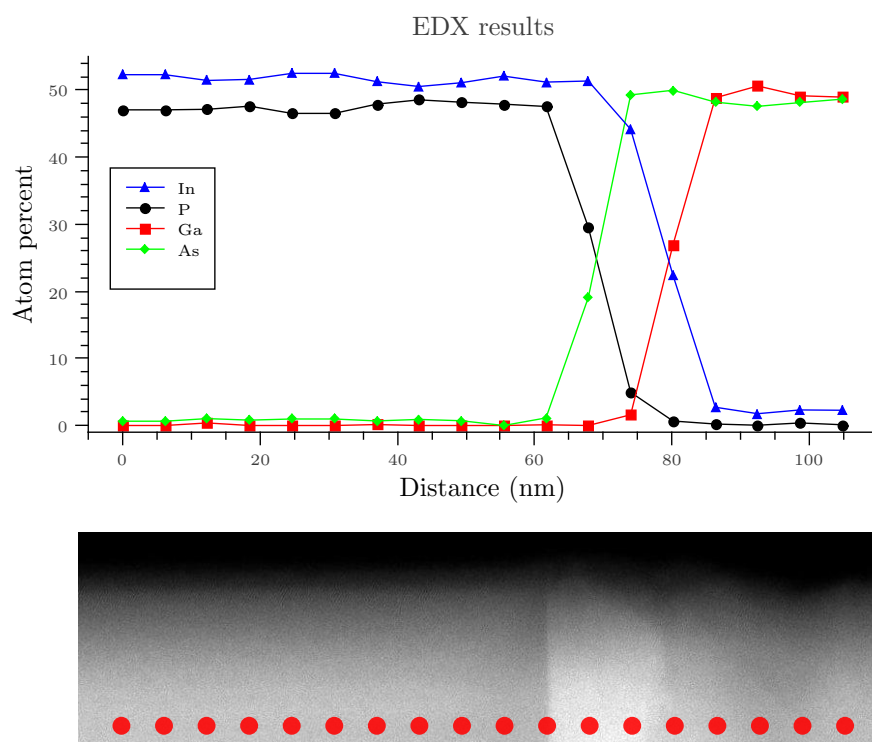 EDX results
50
40
30
20
10
0
Atom percent
In
P
Ga
As
0 20 40 60 80 100
Distance (nm)